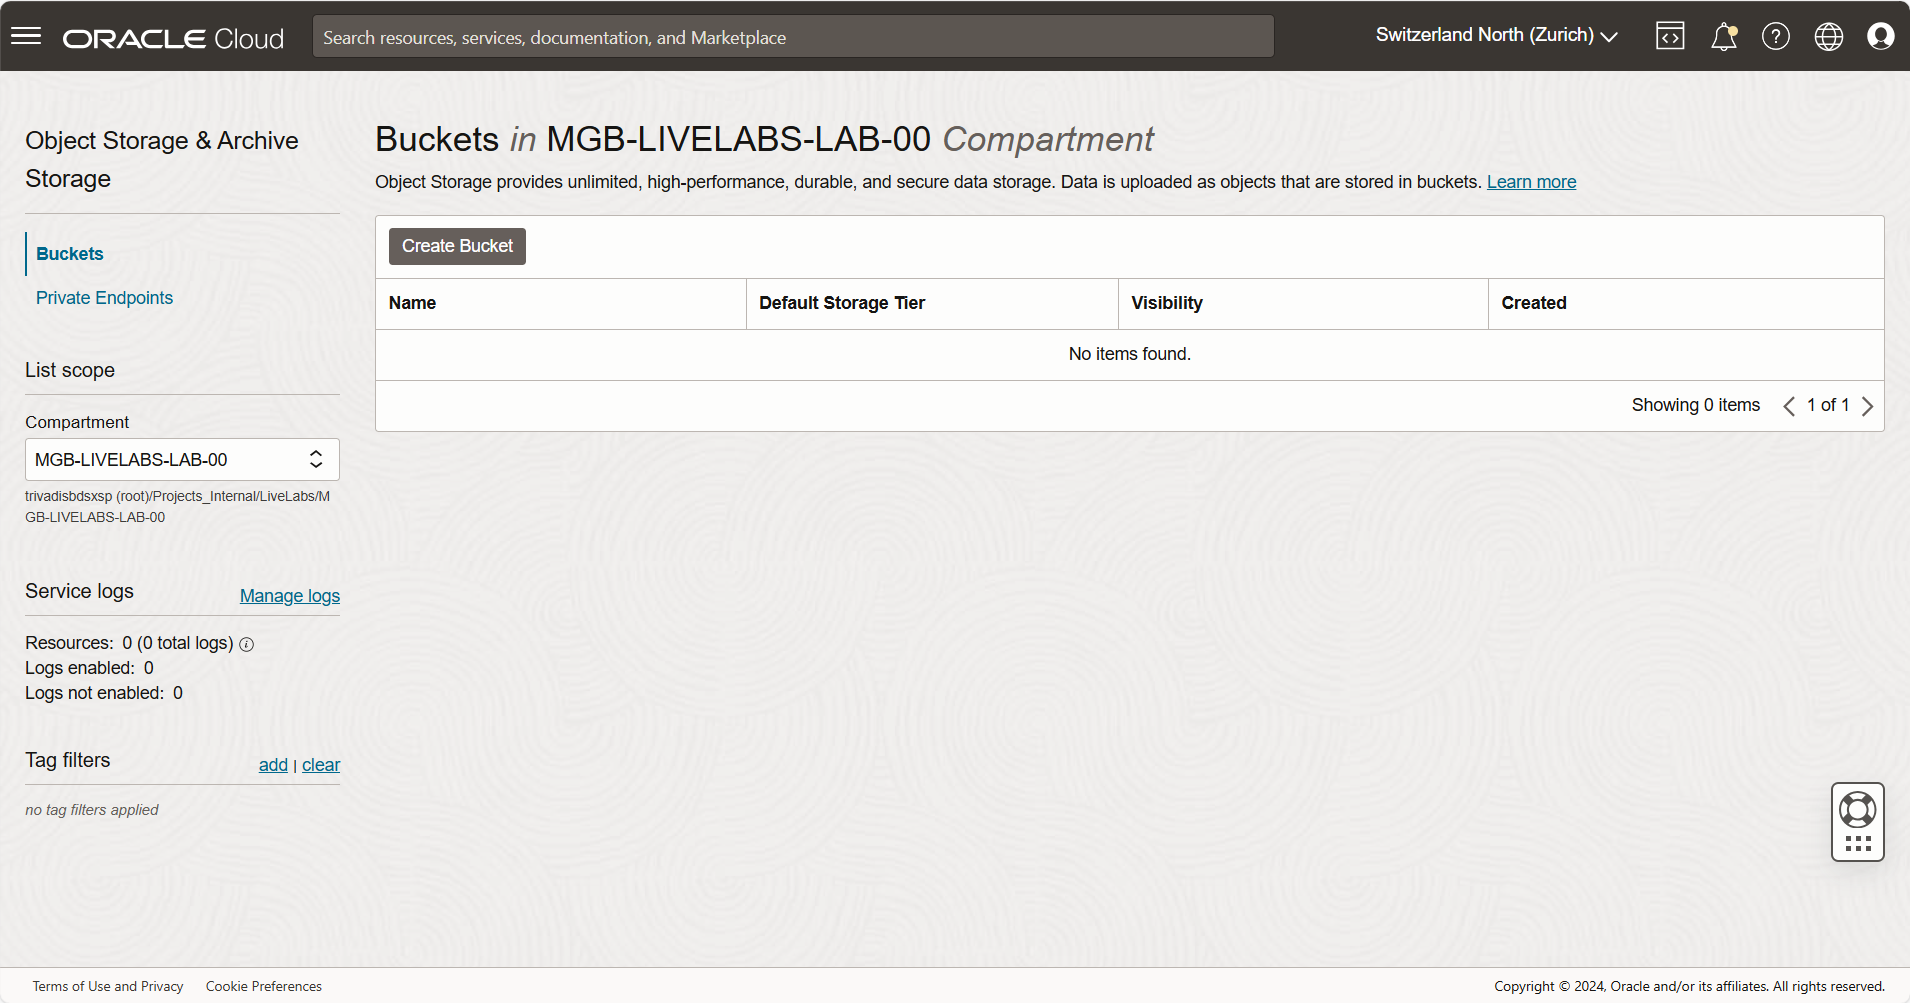 ORACLE Cloud
Search resources, services, documentation, and Marketplace
Switzerland North (Zurich)
Object Storage & Archive
Storage
Buckets
Private Endpoints
List scope
Compartment
MGB-LIVELABS-LAB-00
trivadisbdsxsp (root)/Projects_Internal/LiveLabs/M
GB-LIVELABS-LAB-00
Service logs Manage logs
Resources: 0 (0 total logs)
Logs enabled: 0
Logs not enabled: 0
Tag filters add | clear
no tag filters applied
Buckets in MGB-LIVELABS-LAB-00 Compartment
Object Storage provides unlimited, high-performance, durable, and secure data storage. Data is uploaded as objects that are stored in buckets. Learn more
Create Bucket
Name Default Storage Tier Visibility Created
No items found.
Showing 0 items 1 of 1
Terms of Use and Privacy Cookie Preferences
Copyright © 2024, Oracle and/or its affiliates. All rights reserved.